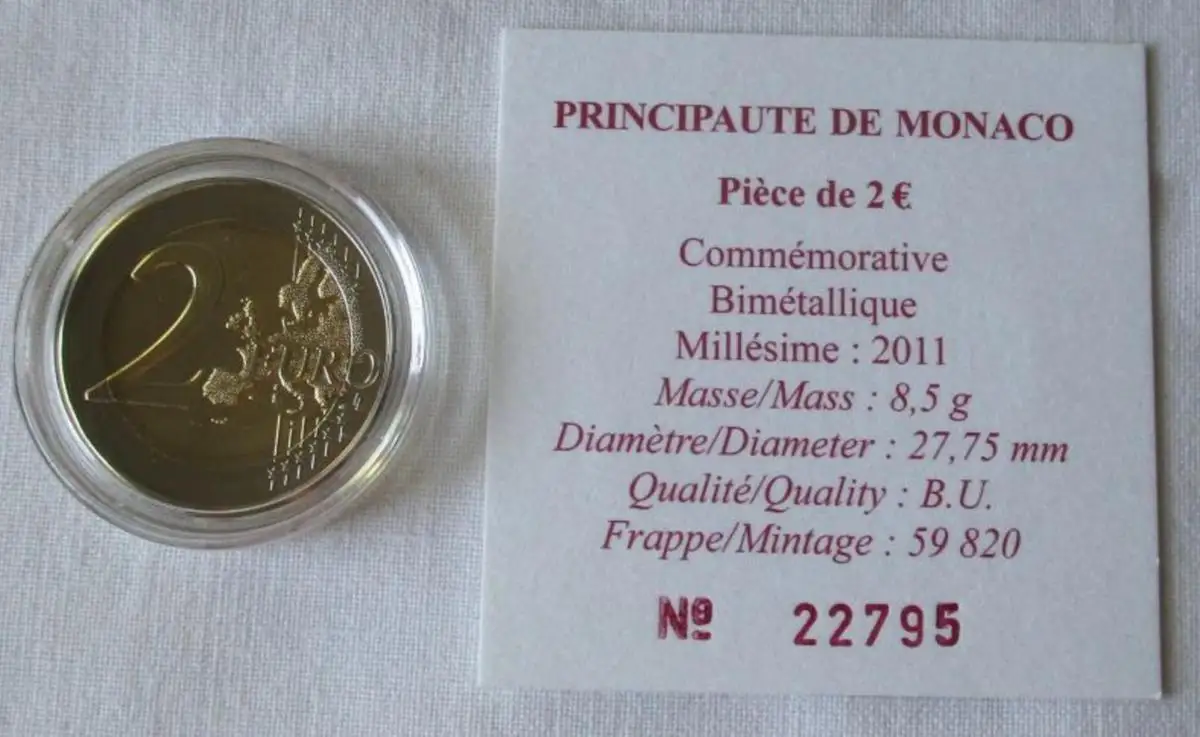 2 EURO
PRINCIPAUTE DE MONACO
Pièce de 2 €
Commémorative
Bimétallique
Millésime : 2011
Masse/Mass : 8,5 g
Diamètre/Diameter : 27,75 mm
Qualité/Quality : B.U.
Frappe/Mintage : 59 820
Nº 22795